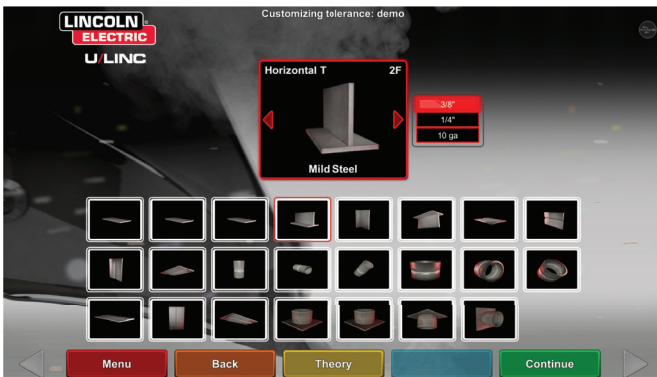 Customizing tolerance: demo
LINCOLN
ELECTRIC
U/LINC
Horizontal T 2F
Mild Steel
3/8"
1/4"
10 ga
Menu
Back
Theory
Continue